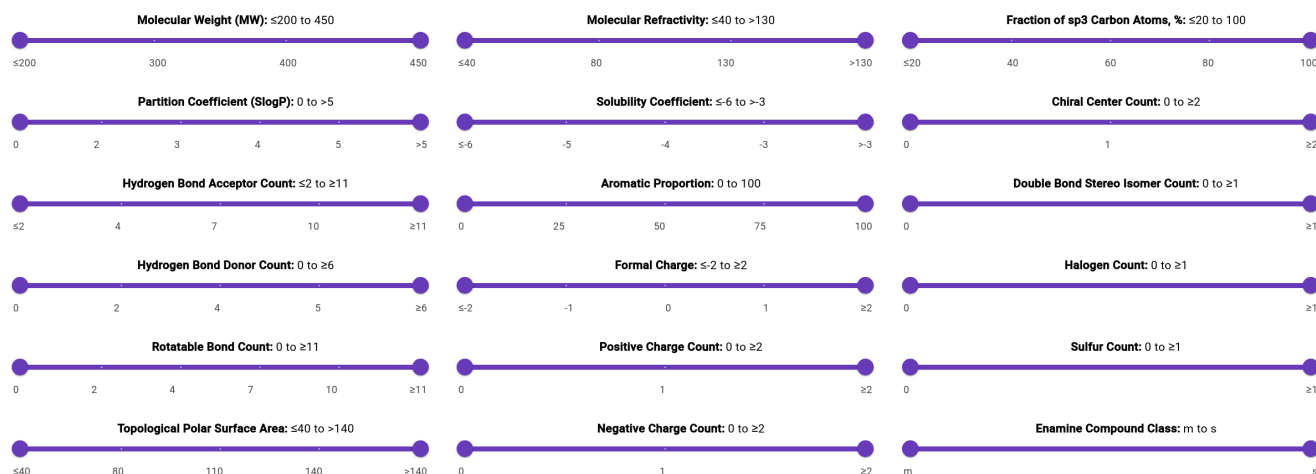 Molecular Weight (MW): ≤200 to 450
≤200 300 400 450
Molecular Refractivity: ≤40 to >130
≤40 80 130 >130
Fraction of sp3 Carbon Atoms, %: ≤20 to 100
≤20 40 60 80 100
Partition Coefficient (SlogP): 0 to >5
0 2 3 4 5 >5
Solubility Coefficient: ≤-6 to >-3
≤-6 -5 -4 -3 >-3
Chiral Center Count: 0 to ≥2
0 1 ≥2
Hydrogen Bond Acceptor Count: ≤2 to ≥11
≤2 4 7 10 ≥11
Aromatic Proportion: 0 to 100
0 25 50 75 100
Double Bond Stereo Isomer Count: 0 to ≥1
0 ≥1
Hydrogen Bond Donor Count: 0 to ≥6
0 2 4 5 ≥6
Formal Charge: ≤-2 to ≥2
≤-2 -1 0 1 ≥2
Halogen Count: 0 to ≥1
0 ≥1
Rotatable Bond Count: 0 to ≥11
0 2 4 7 10 ≥11
Positive Charge Count: 0 to ≥2
0 1 ≥2
Sulfur Count: 0 to ≥1
0 ≥1
Topological Polar Surface Area: ≤40 to >140
≤40 80 110 140 >140
Negative Charge Count: 0 to ≥2
0 1 ≥2
Enamine Compound Class: m to s
m